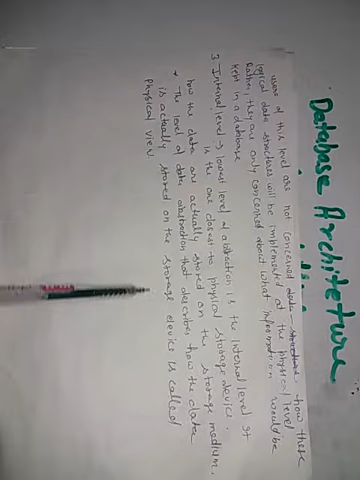 Database Architeture
users of this level are not concerned how these
logical data structures will be implemented at the physical level
Rather, they are only concerned about what information would be
kept in a database
3. Internal level → lowest level of abstraction is the Internal level. It
is the one closest to physical storage device.
how the data are actually stored on the storage medium.
* The level of data abstraction that describes how the data
is actually stored on the storage device is called
Physical view